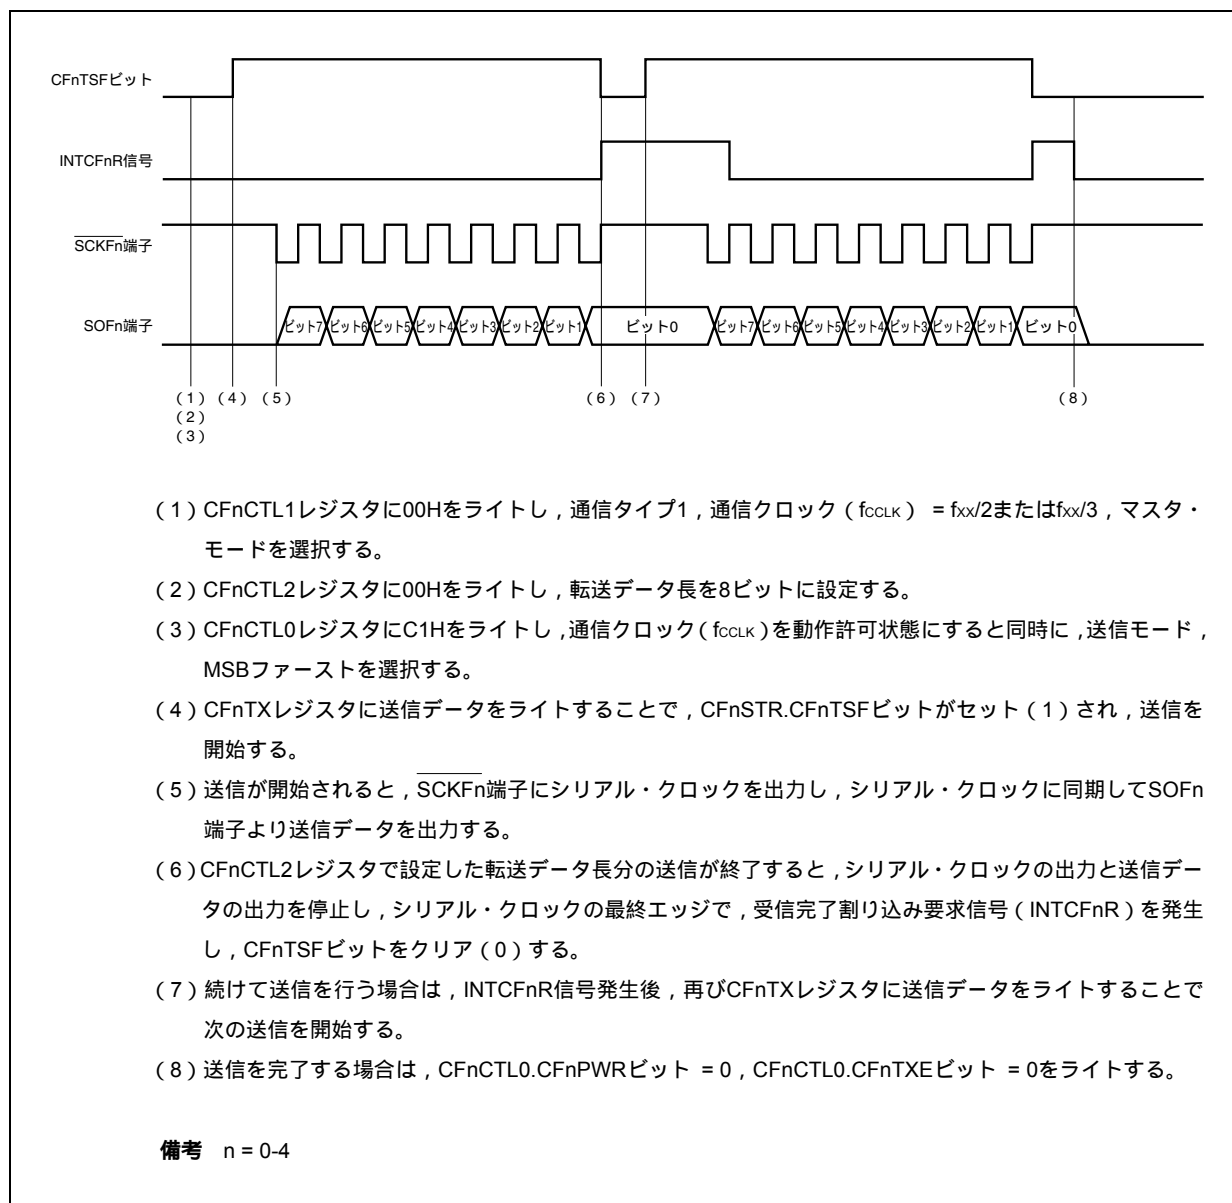 CFnTSFビット
INTCFnR信号
SCKFn端子
SOFn端子
ビット7 ビット6 ビット5 ビット4 ビット3 ビット2 ビット1 ビット0 ビット7 ビット6 ビット5 ビット4 ビット3 ビット2 ビット1 ビット0
(1) (4) (5) (6) (7) (8)
(2)
(3)
(1)CFnCTL1レジスタに00Hをライトし,通信タイプ1,通信クロック(fCCLK) = fXX/2またはfXX/3,マスタ・
モードを選択する。
(2)CFnCTL2レジスタに00Hをライトし,転送データ長を8ビットに設定する。
(3)CFnCTL0レジスタにC1Hをライトし,通信クロック(fCCLK)を動作許可状態にすると同時に,送信モード,
MSBファーストを選択する。
(4)CFnTXレジスタに送信データをライトすることで,CFnSTR.CFnTSFビットがセット(1)され,送信を
開始する。
(5)送信が開始されると,SCKFn端子にシリアル・クロックを出力し,シリアル・クロックに同期してSOFn
端子より送信データを出力する。
(6)CFnCTL2レジスタで設定した転送データ長分の送信が終了すると,シリアル・クロックの出力と送信デー
タの出力を停止し,シリアル・クロックの最終エッジで,受信完了割り込み要求信号(INTCFnR)を発生
し,CFnTSFビットをクリア(0)する。
(7)続けて送信を行う場合は,INTCFnR信号発生後,再びCFnTXレジスタに送信データをライトすることで
次の送信を開始する。
(8)送信を完了する場合は,CFnCTL0.CFnPWRビット = 0,CFnCTL0.CFnTXEビット = 0をライトする。
備考 n = 0-4